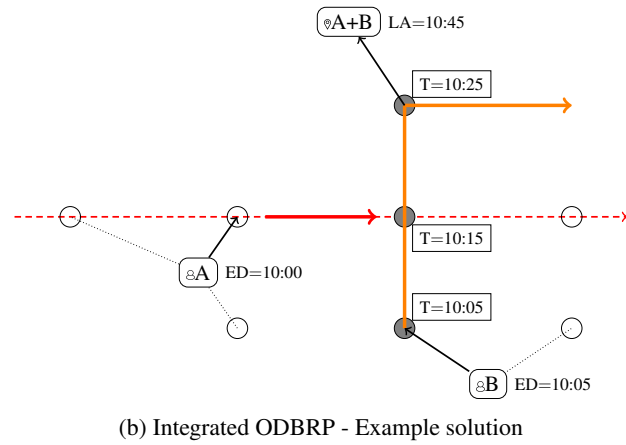 A+B LA=10:45
T=10:25
T=10:15
A ED=10:00
T=10:05
B ED=10:05
(b) Integrated ODBRP - Example solution